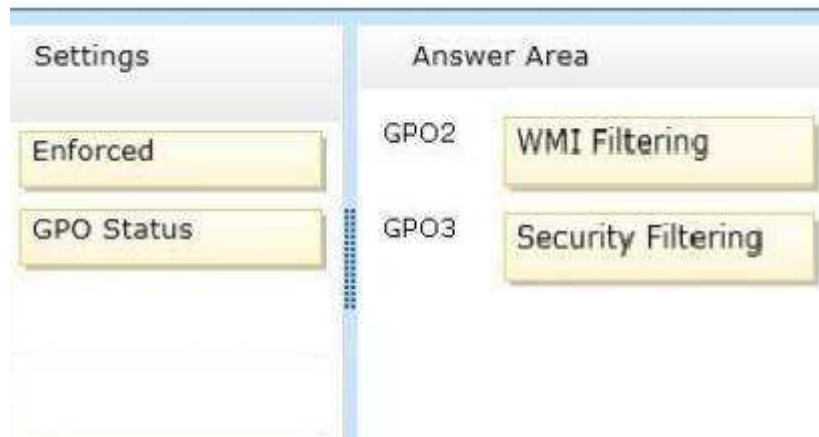 Settings
Answer Area
Enforced
GPO Status
GPO2
WMI Filtering
GPO3
Security Filtering